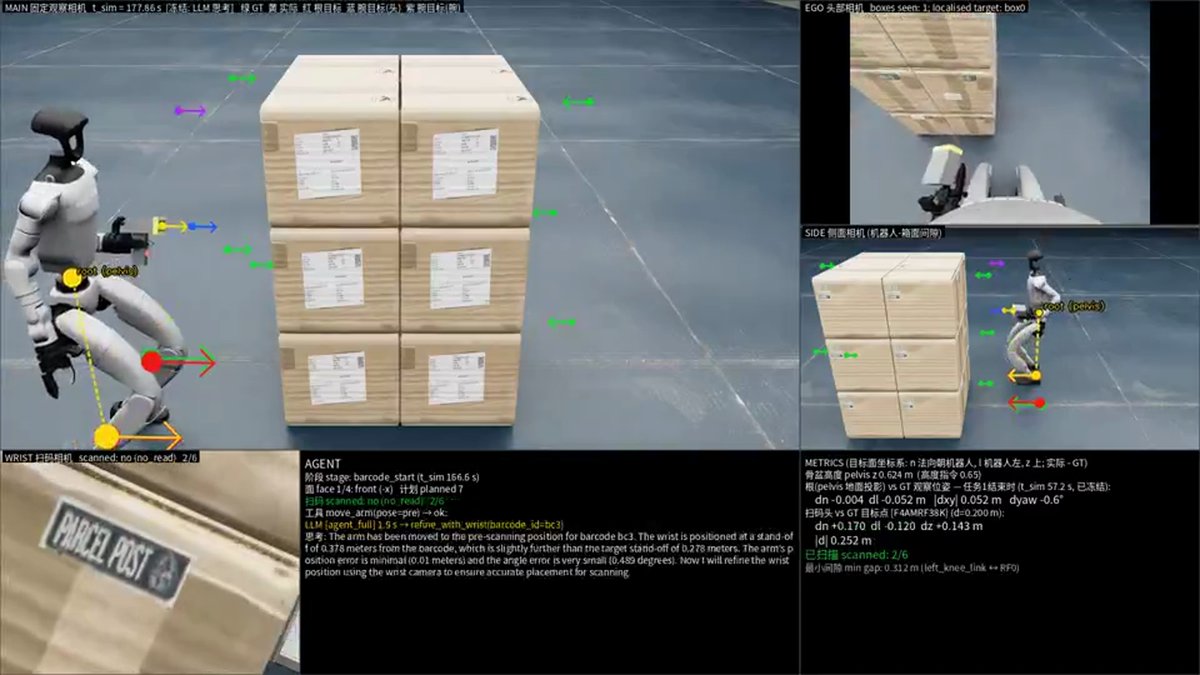 MAIN 固定观察相机 t_sim = 177.86 s [冻结: LLM 思考] 绿 GT 黄 实际 红 根目标 蓝 腕目标(头) 紫 腕目标(腕)
root (pelvis)
EGO 头部相机 boxes seen: 1; localised target: box0
SIDE 侧面相机 (机器人-箱面间隙)
root (pelvis)
WRIST 扫码相机 scanned: no (no_read) 2/6
PARCEL POST
AGENT
阶段 stage: barcode_start (t_sim 166.6 s)
面 face 1/4: front (-x) 计划 planned 7
扫码 scanned: no (no_read) 2/6
工具 move_arm(pose=pre) → ok:
LLM [agent_full] 1.9 s → refine_with_wrist(barcode_id=bc3)
思考: The arm has been moved to the pre-scanning position for barcode bc3. The wrist is positioned at a stand-of
f of 0.378 meters from the barcode, which is slightly further than the target stand-off of 0.278 meters. The arm's p
osition error is minimal (0.01 meters) and the angle error is very small (0.489 degrees). Now I will refine the wrist
position using the wrist camera to ensure accurate placement for scanning.
METRICS (目标面坐标系: n 法向朝机器人, l 机器人左, z 上; 实际 - GT)
骨盆高度 pelvis z 0.624 m (高度指令 0.65)
根(pelvis 地面投影) vs GT 观察位姿 — 任务1结束时 (t_sim 57.2 s, 已冻结):
dn -0.004 dl -0.052 m |dxy| 0.052 m dyaw -0.6°
扫码头 vs GT 目标点 [F4AMRF38K] (d=0.200 m):
dn +0.170 dl -0.120 dz +0.143 m
|d| 0.252 m
已扫描 scanned: 2/6
最小间隙 min gap: 0.312 m (left_knee_link ↔ RF0)